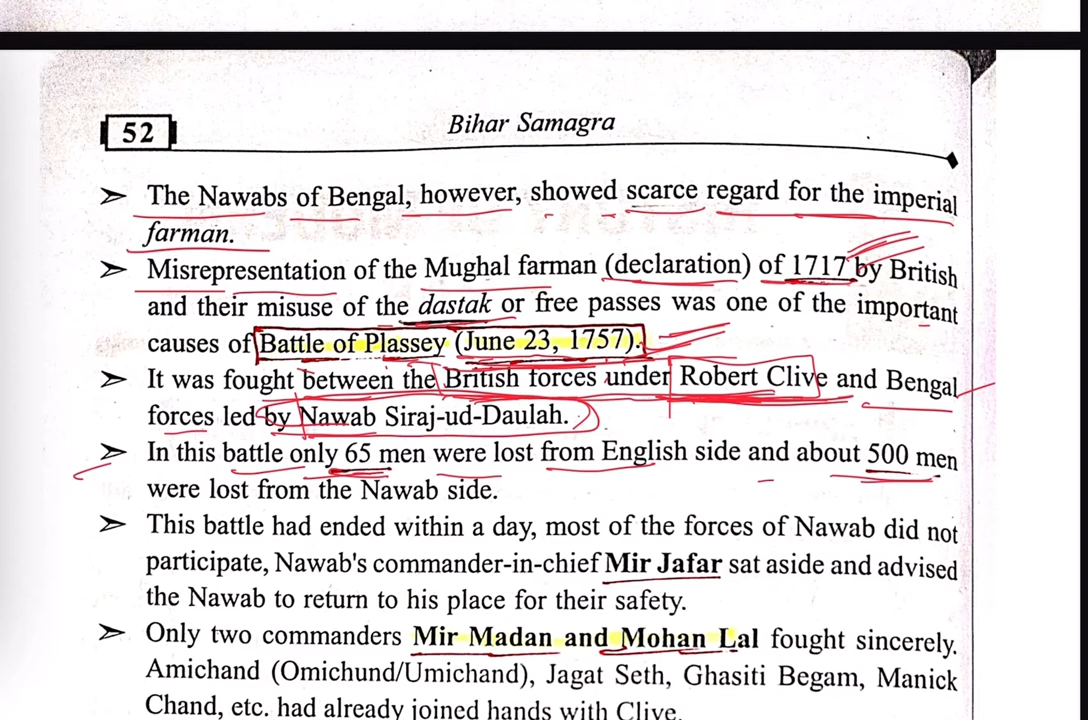 52
Bihar Samagra
➢ The Nawabs of Bengal, however, showed scarce regard for the imperial
farman.
➢ Misrepresentation of the Mughal farman (declaration) of 1717 by British
and their misuse of the dastak or free passes was one of the important
causes of Battle of Plassey (June 23, 1757).
➢ It was fought between the British forces under Robert Clive and Bengal
forces led by Nawab Siraj-ud-Daulah.
➢ In this battle only 65 men were lost from English side and about 500 men
were lost from the Nawab side.
➢ This battle had ended within a day, most of the forces of Nawab did not
participate, Nawab's commander-in-chief Mir Jafar sat aside and advised
the Nawab to return to his place for their safety.
➢ Only two commanders Mir Madan and Mohan Lal fought sincerely.
Amichand (Omichund/Umichand), Jagat Seth, Ghasiti Begam, Manick
Chand, etc. had already joined hands with Clive.